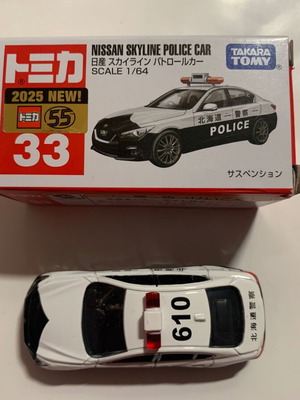 トミカ
NISSAN SKYLINE POLICE CAR
日産 スカイライン パトロールカー
SCALE 1/64
TAKARA
TOMY
2025 NEW!
トミカ 55
33
北海道警察
POLICE
サスペンション
610
北海道警察